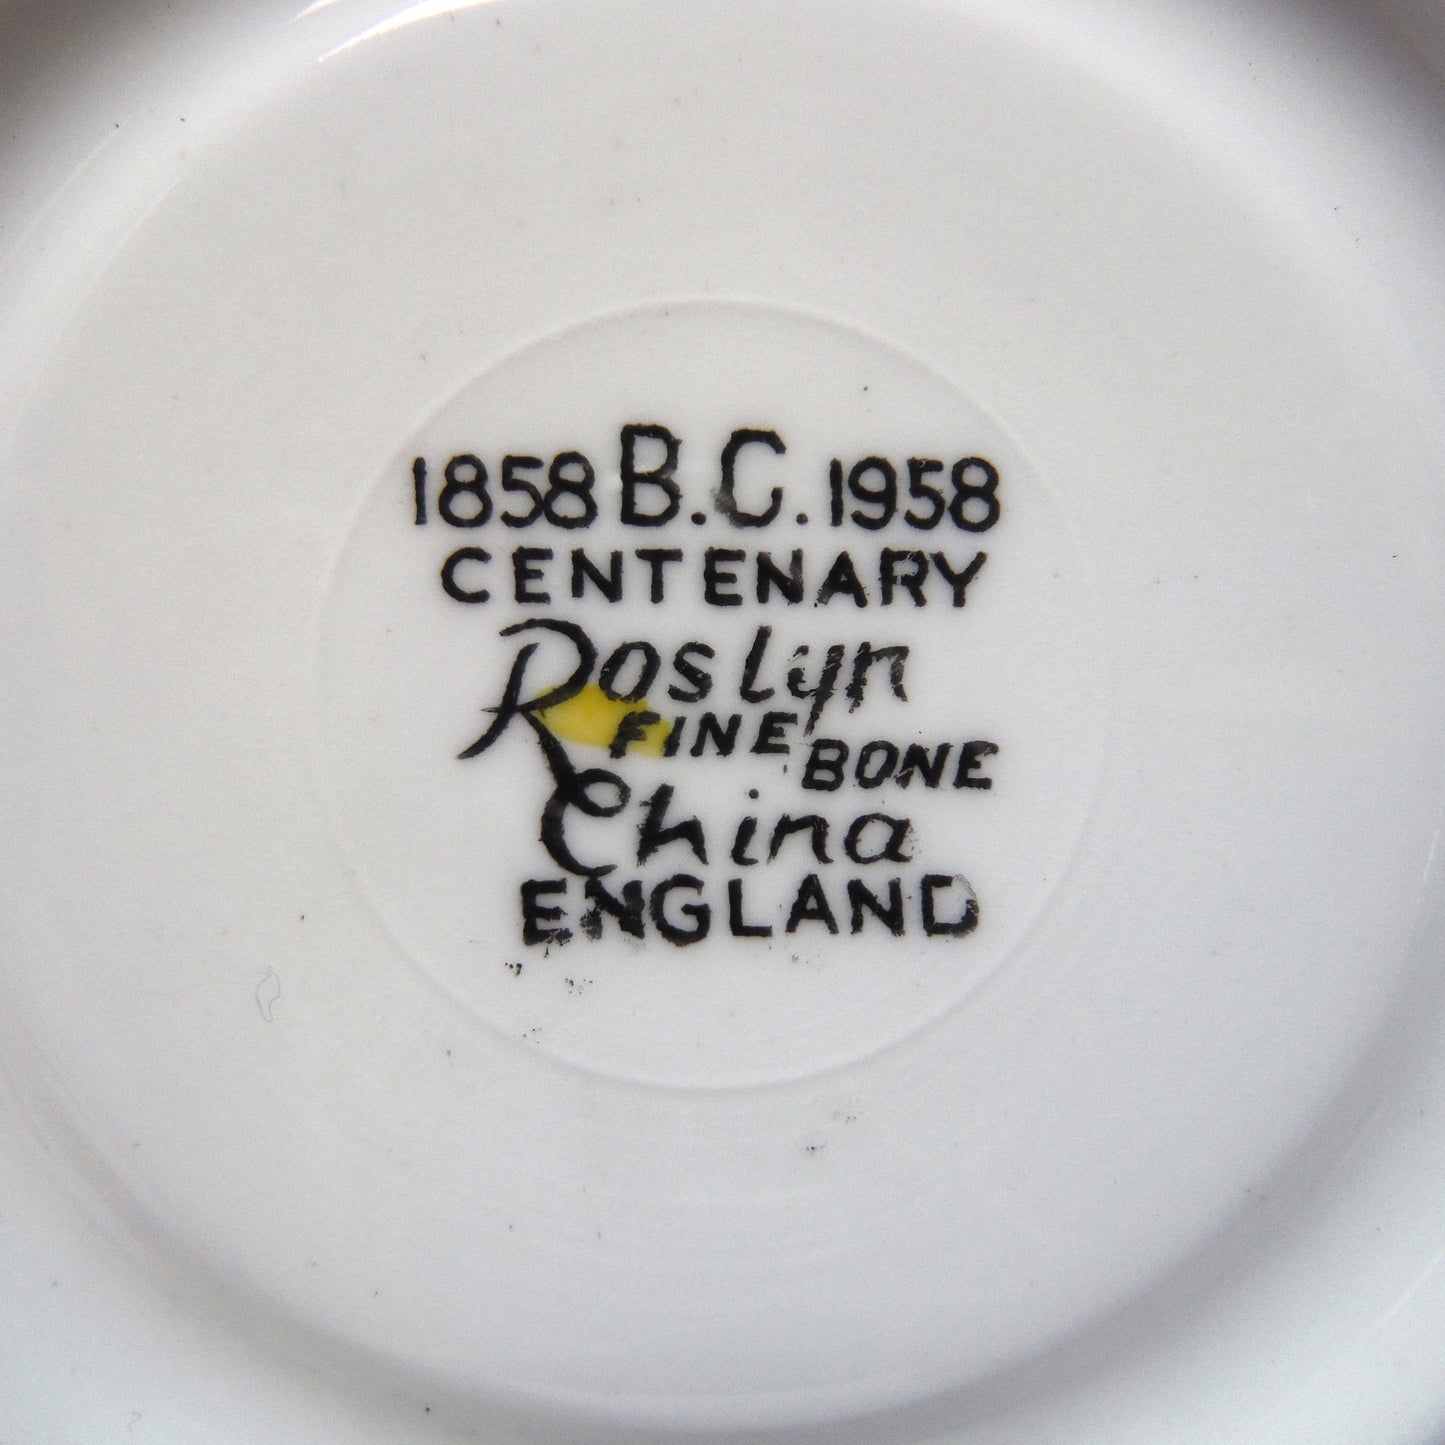 1858 B.C. 1958
CENTENARY
Roslyn
FINE BONE
China
ENGLAND